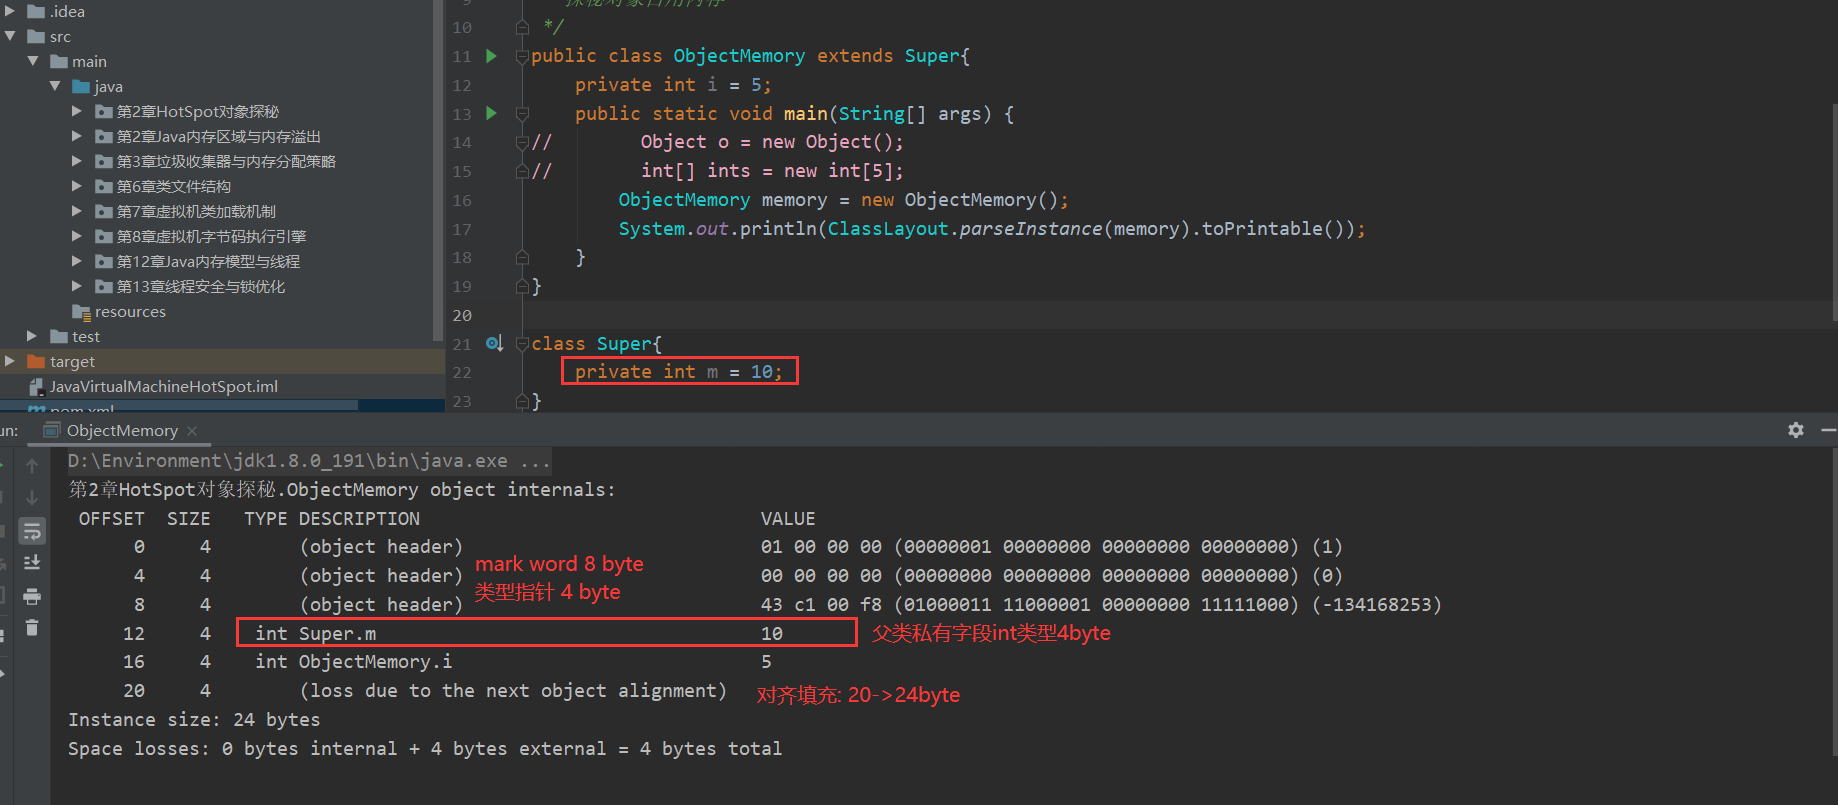 .idea
src
main
java
第2章HotSpot对象探秘
第2章Java内存区域与内存溢出
第3章垃圾收集器与内存分配策略
第6章类文件结构
第7章虚拟机类加载机制
第8章虚拟机字节码执行引擎
第12章Java内存模型与线程
第13章线程安全与锁优化
resources
test
target
JavaVirtualMachineHotSpot.iml
pom.xml
10 */
11 public class ObjectMemory extends Super{
12 private int i = 5;
13 public static void main(String[] args) {
14 // Object o = new Object();
15 // int[] ints = new int[5];
16 ObjectMemory memory = new ObjectMemory();
17 System.out.println(ClassLayout.parseInstance(memory).toPrintable());
18 }
19 }
20
21 class Super{
22 private int m = 10;
23 }
un: ObjectMemory
D:\Environment\jdk1.8.0_191\bin\java.exe ...
第2章HotSpot对象探秘.ObjectMemory object internals:
OFFSET SIZE TYPE DESCRIPTION VALUE
0 4 (object header) 01 00 00 00 (00000001 00000000 00000000 00000000) (1)
mark word 8 byte
4 4 (object header) 00 00 00 00 (00000000 00000000 00000000 00000000) (0)
类型指针 4 byte
8 4 (object header) 43 c1 00 f8 (01000011 11000001 00000000 11111000) (-134168253)
12 4 int Super.m 10 父类私有字段int类型4byte
16 4 int ObjectMemory.i 5
20 4 (loss due to the next object alignment) 对齐填充: 20->24byte
Instance size: 24 bytes
Space losses: 0 bytes internal + 4 bytes external = 4 bytes total